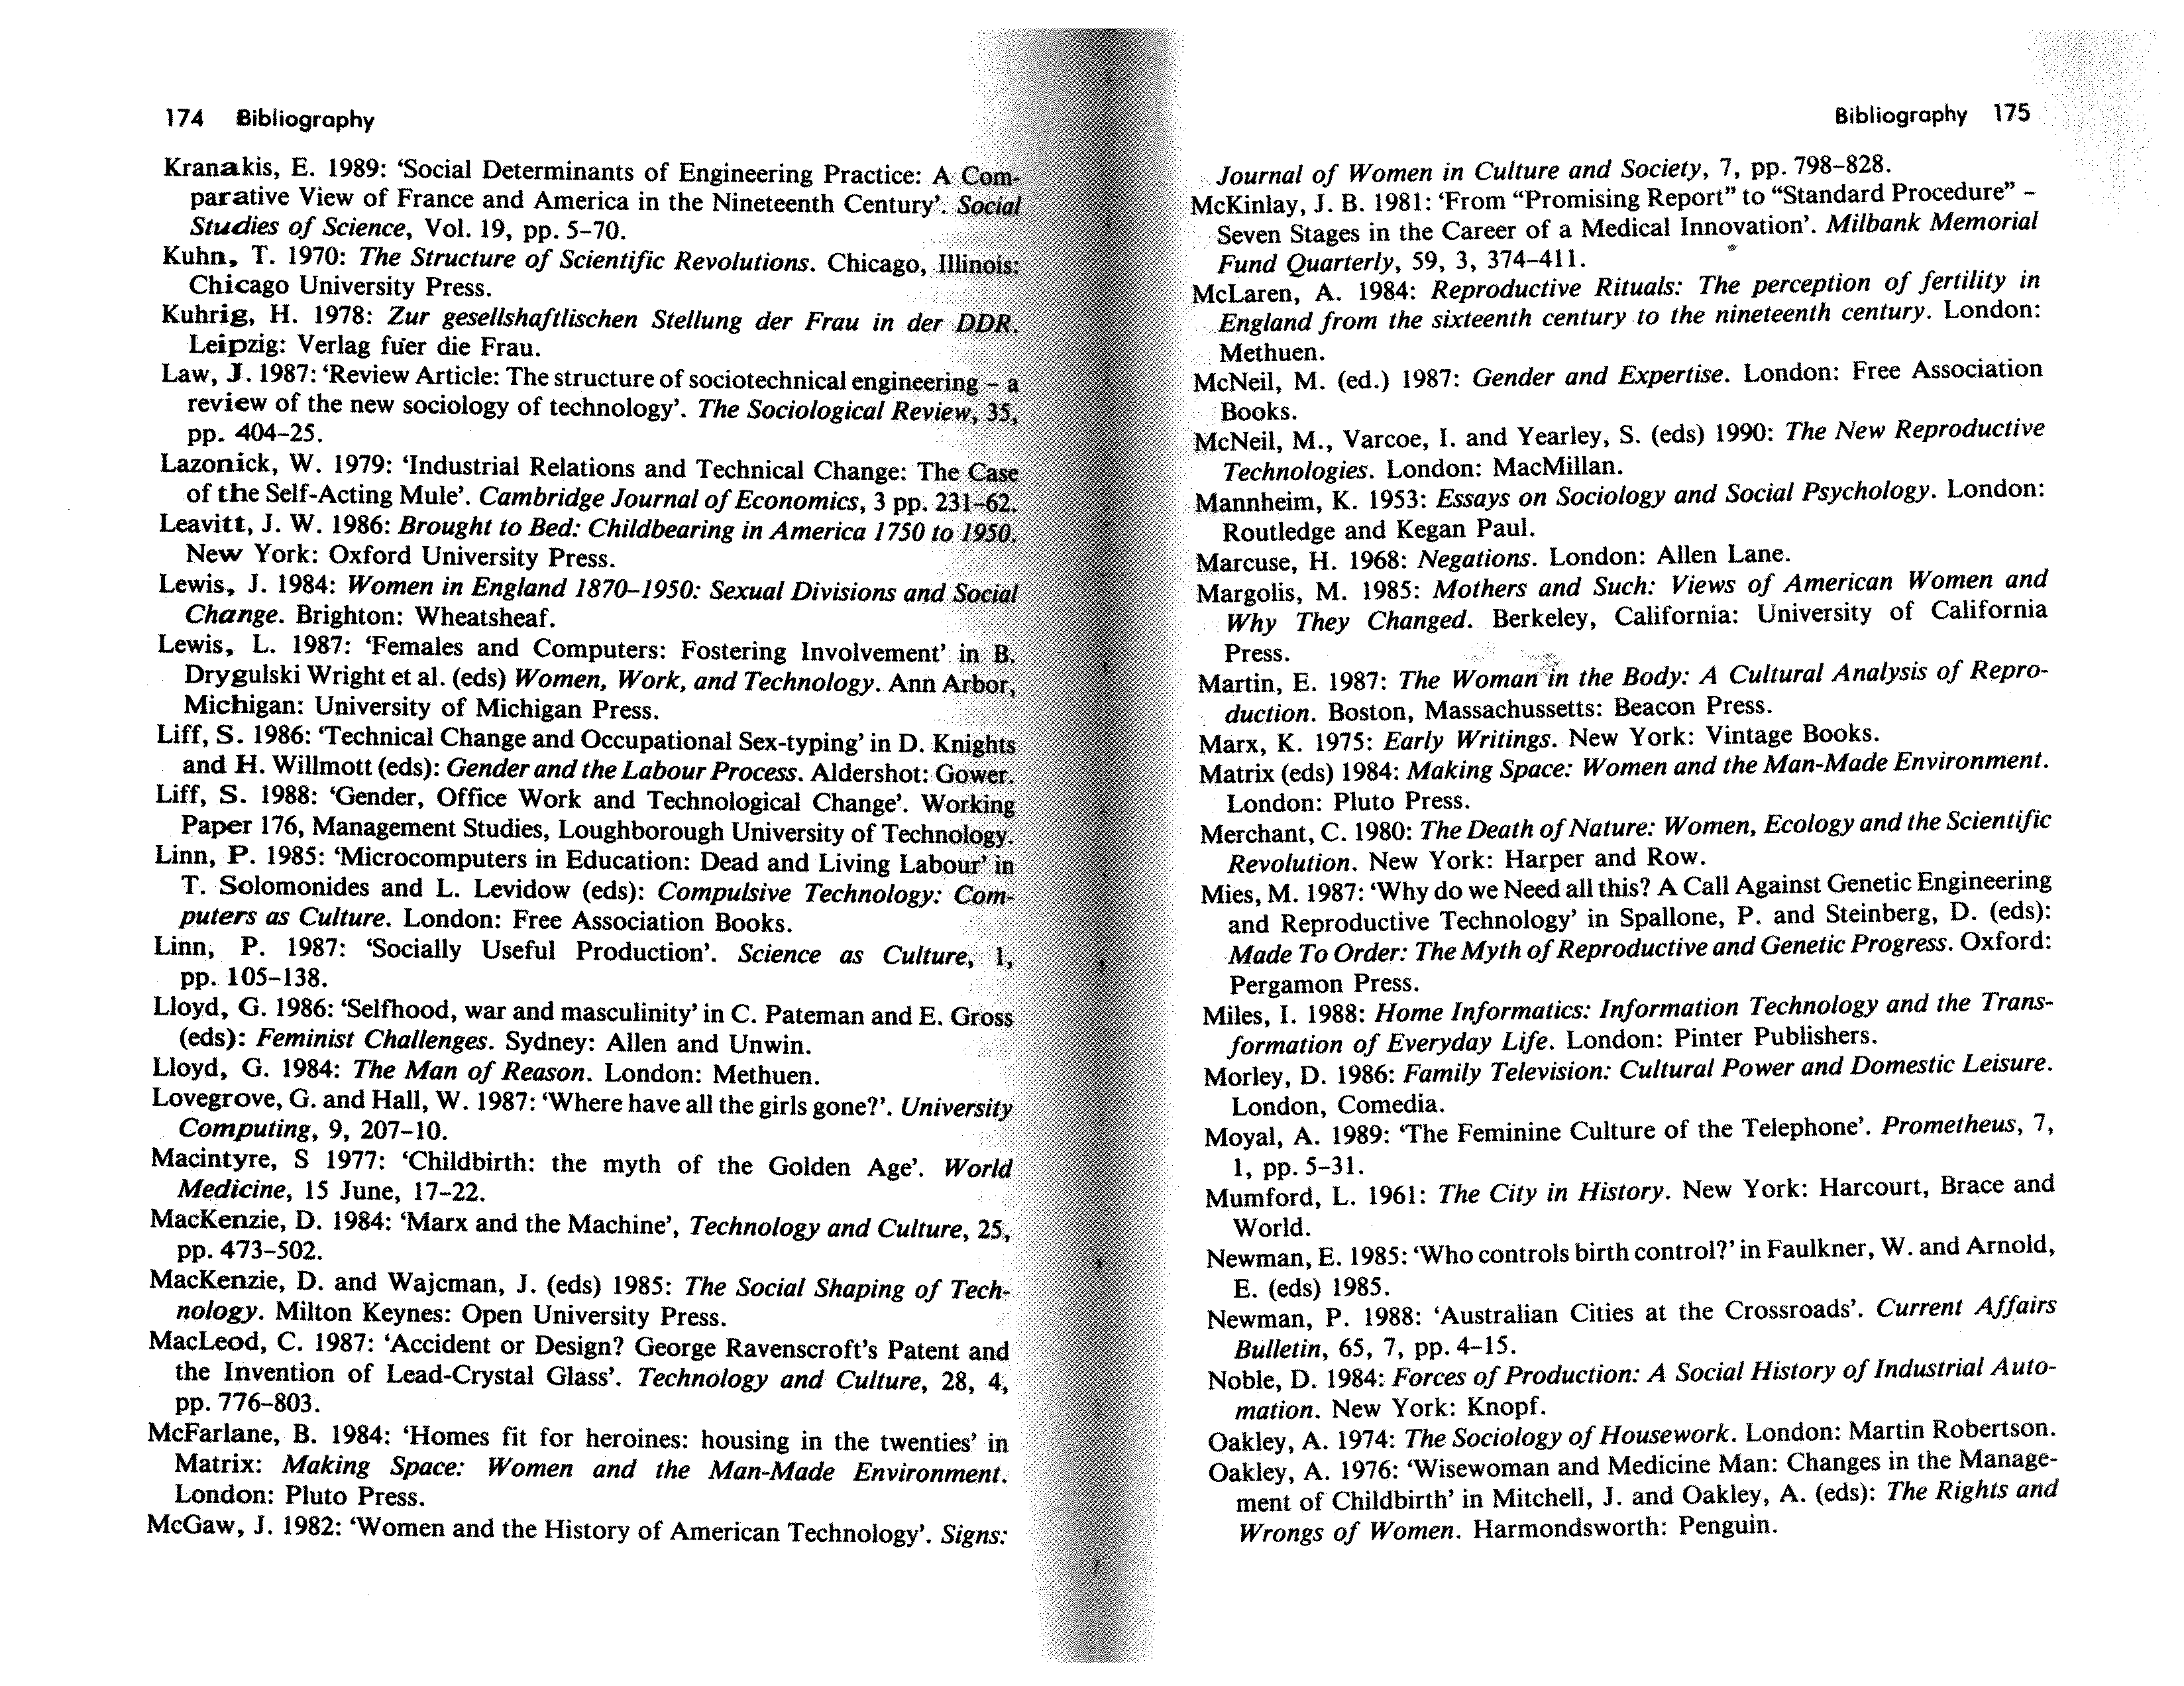 174 Bibliography
Kranakis, E. 1989: ‘Social Determinants of Engineering Practice: A Com-
parative View of France and America in the Nineteenth Century’. Social
Studies of Science, Vol. 19, pp. 5–70.
Kuhn, T. 1970: The Structure of Scientific Revolutions. Chicago, Illinois:
Chicago University Press.
Kuhrig, H. 1978: Zur gesellshaftlischen Stellung der Frau in der DDR.
Leipzig: Verlag fuer die Frau.
Law, J. 1987: ‘Review Article: The structure of sociotechnical engineering – a
review of the new sociology of technology’. The Sociological Review, 35,
pp. 404–25.
Lazonick, W. 1979: ‘Industrial Relations and Technical Change: The Case
of the Self-Acting Mule’. Cambridge Journal of Economics, 3 pp. 231–62.
Leavitt, J. W. 1986: Brought to Bed: Childbearing in America 1750 to 1950.
New York: Oxford University Press.
Lewis, J. 1984: Women in England 1870–1950: Sexual Divisions and Social
Change. Brighton: Wheatsheaf.
Lewis, L. 1987: ‘Females and Computers: Fostering Involvement’ in B.
Drygulski Wright et al. (eds) Women, Work, and Technology. Ann Arbor,
Michigan: University of Michigan Press.
Liff, S. 1986: ‘Technical Change and Occupational Sex-typing’ in D. Knights
and H. Willmott (eds): Gender and the Labour Process. Aldershot: Gower.
Liff, S. 1988: ‘Gender, Office Work and Technological Change’. Working
Paper 176, Management Studies, Loughborough University of Technology.
Linn, P. 1985: ‘Microcomputers in Education: Dead and Living Labour’ in
T. Solomonides and L. Levidow (eds): Compulsive Technology: Com-
puters as Culture. London: Free Association Books.
Linn, P. 1987: ‘Socially Useful Production’. Science as Culture, 1,
pp. 105–138.
Lloyd, G. 1986: ‘Selfhood, war and masculinity’ in C. Pateman and E. Gross
(eds): Feminist Challenges. Sydney: Allen and Unwin.
Lloyd, G. 1984: The Man of Reason. London: Methuen.
Lovegrove, G. and Hall, W. 1987: ‘Where have all the girls gone?’. University
Computing, 9, 207–10.
Macintyre, S 1977: ‘Childbirth: the myth of the Golden Age’. World
Medicine, 15 June, 17–22.
MacKenzie, D. 1984: ‘Marx and the Machine’, Technology and Culture, 25,
pp. 473–502.
MacKenzie, D. and Wajcman, J. (eds) 1985: The Social Shaping of Tech-
nology. Milton Keynes: Open University Press.
MacLeod, C. 1987: ‘Accident or Design? George Ravenscroft’s Patent and
the Invention of Lead-Crystal Glass’. Technology and Culture, 28, 4,
pp. 776–803.
McFarlane, B. 1984: ‘Homes fit for heroines: housing in the twenties’ in
Matrix: Making Space: Women and the Man-Made Environment.
London: Pluto Press.
McGaw, J. 1982: ‘Women and the History of American Technology’. Signs:
Bibliography 175
Journal of Women in Culture and Society, 7, pp. 798–828.
McKinlay, J. B. 1981: ‘From “Promising Report” to “Standard Procedure” –
Seven Stages in the Career of a Medical Innovation’. Milbank Memorial
Fund Quarterly, 59, 3, 374–411.
McLaren, A. 1984: Reproductive Rituals: The perception of fertility in
England from the sixteenth century to the nineteenth century. London:
Methuen.
McNeil, M. (ed.) 1987: Gender and Expertise. London: Free Association
Books.
McNeil, M., Varcoe, I. and Yearley, S. (eds) 1990: The New Reproductive
Technologies. London: MacMillan.
Mannheim, K. 1953: Essays on Sociology and Social Psychology. London:
Routledge and Kegan Paul.
Marcuse, H. 1968: Negations. London: Allen Lane.
Margolis, M. 1985: Mothers and Such: Views of American Women and
Why They Changed. Berkeley, California: University of California
Press.
Martin, E. 1987: The Woman in the Body: A Cultural Analysis of Repro-
duction. Boston, Massachussetts: Beacon Press.
Marx, K. 1975: Early Writings. New York: Vintage Books.
Matrix (eds) 1984: Making Space: Women and the Man-Made Environment.
London: Pluto Press.
Merchant, C. 1980: The Death of Nature: Women, Ecology and the Scientific
Revolution. New York: Harper and Row.
Mies, M. 1987: ‘Why do we Need all this? A Call Against Genetic Engineering
and Reproductive Technology’ in Spallone, P. and Steinberg, D. (eds):
Made To Order: The Myth of Reproductive and Genetic Progress. Oxford:
Pergamon Press.
Miles, I. 1988: Home Informatics: Information Technology and the Trans-
formation of Everyday Life. London: Pinter Publishers.
Morley, D. 1986: Family Television: Cultural Power and Domestic Leisure.
London, Comedia.
Moyal, A. 1989: ‘The Feminine Culture of the Telephone’. Prometheus, 7,
1, pp. 5–31.
Mumford, L. 1961: The City in History. New York: Harcourt, Brace and
World.
Newman, E. 1985: ‘Who controls birth control?’ in Faulkner, W. and Arnold,
E. (eds) 1985.
Newman, P. 1988: ‘Australian Cities at the Crossroads’. Current Affairs
Bulletin, 65, 7, pp. 4–15.
Noble, D. 1984: Forces of Production: A Social History of Industrial Auto-
mation. New York: Knopf.
Oakley, A. 1974: The Sociology of Housework. London: Martin Robertson.
Oakley, A. 1976: ‘Wisewoman and Medicine Man: Changes in the Manage-
ment of Childbirth’ in Mitchell, J. and Oakley, A. (eds): The Rights and
Wrongs of Women. Harmondsworth: Penguin.